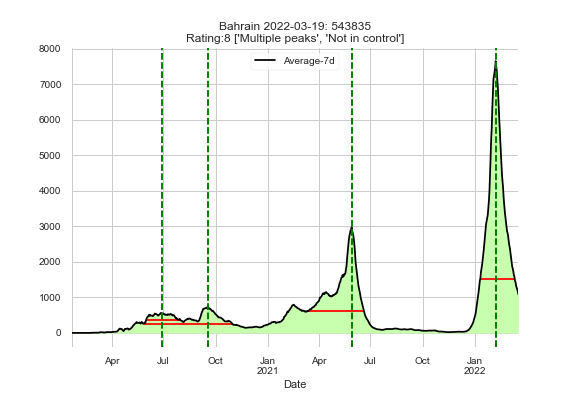 Bahrain 2022-03-19: 543835
Rating:8 ['Multiple peaks', 'Not in control']
Average-7d
8000
7000
6000
5000
4000
3000
2000
1000
0
Apr Jul Oct Jan Apr Jul Oct Jan
2021 2022
Date